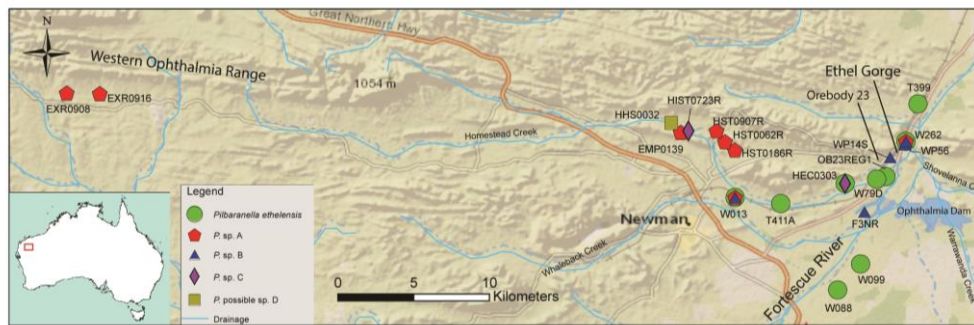 N
Great Northern Hwy
Western Ophthalmia Range
1054 m
EXR0908
EXR0916
Homestead Creek
HHS0032
HIST0723R
EMP0139
HST0907R
HST0062R
HST0186R
Ethel Gorge
Orebody 23
T399
W262
WP14S
WP56
OB23REG1
HEC0303
W79D
Shovelanna C
Ophthalmia Dam
F3NR
Warrawanda Creek
W013
T411A
Newman
Whaleback Creek
Fortescue River
W099
W088
Legend
Pilbaranella ethelensis
P. sp. A
P. sp. B
P. sp. C
P. possible sp. D
Drainage
0 5 10
Kilometers